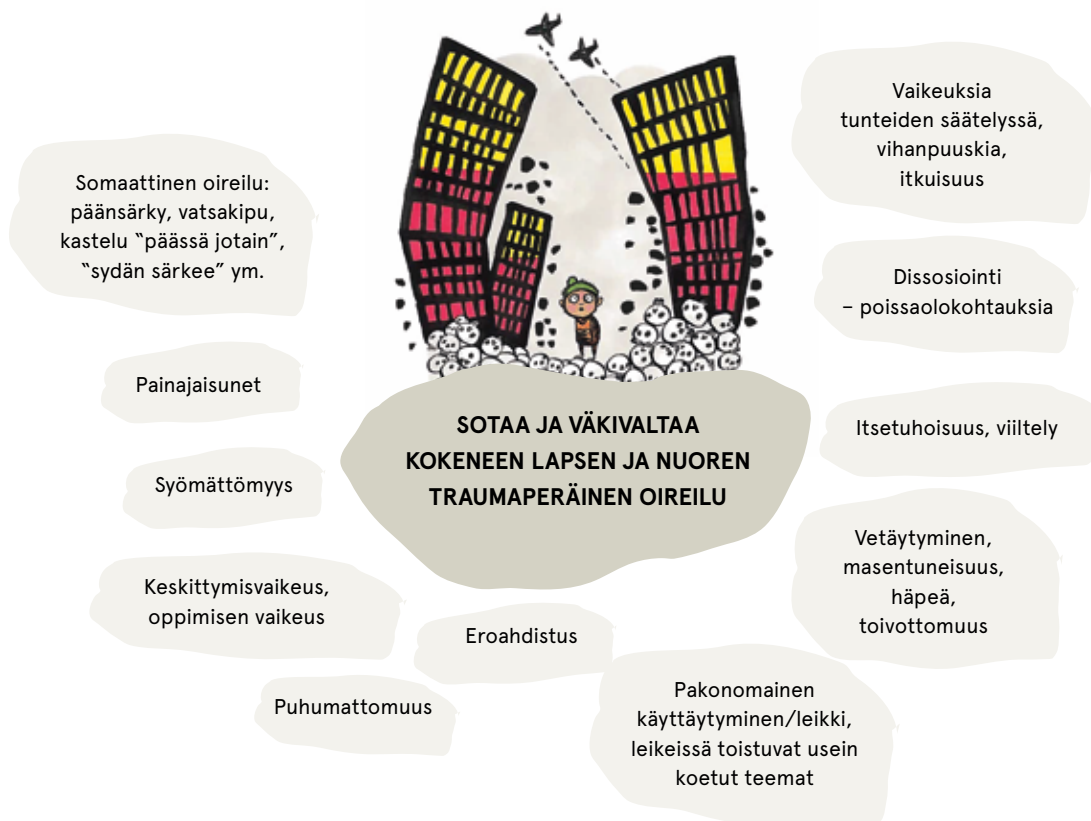 SOTAA JA VÄKIVALTAA
KOKENEEN LAPSEN JA NUOREN
TRAUMAPERÄINEN OIREILU
Somaattinen oireilu:
päänsärky, vatsakipu,
kastelu “päässä jotain”,
“sydän särkee” ym.
Painajaisunet
Syömättömyys
Keskittymisvaikeus,
oppimisen vaikeus
Puhumattomuus
Eroahdistus
Pakonomainen
käyttäytyminen/leikki,
leikeissä toistuvat usein
koetut teemat
Vetäytyminen,
masentuneisuus,
häpeä,
toivottomuus
Itsetuhoisuus, viiltely
Dissosiointi
– poissaolokohtauksia
Vaikeuksia
tunteiden säätelyssä,
vihanpuuskia,
itkuisuus